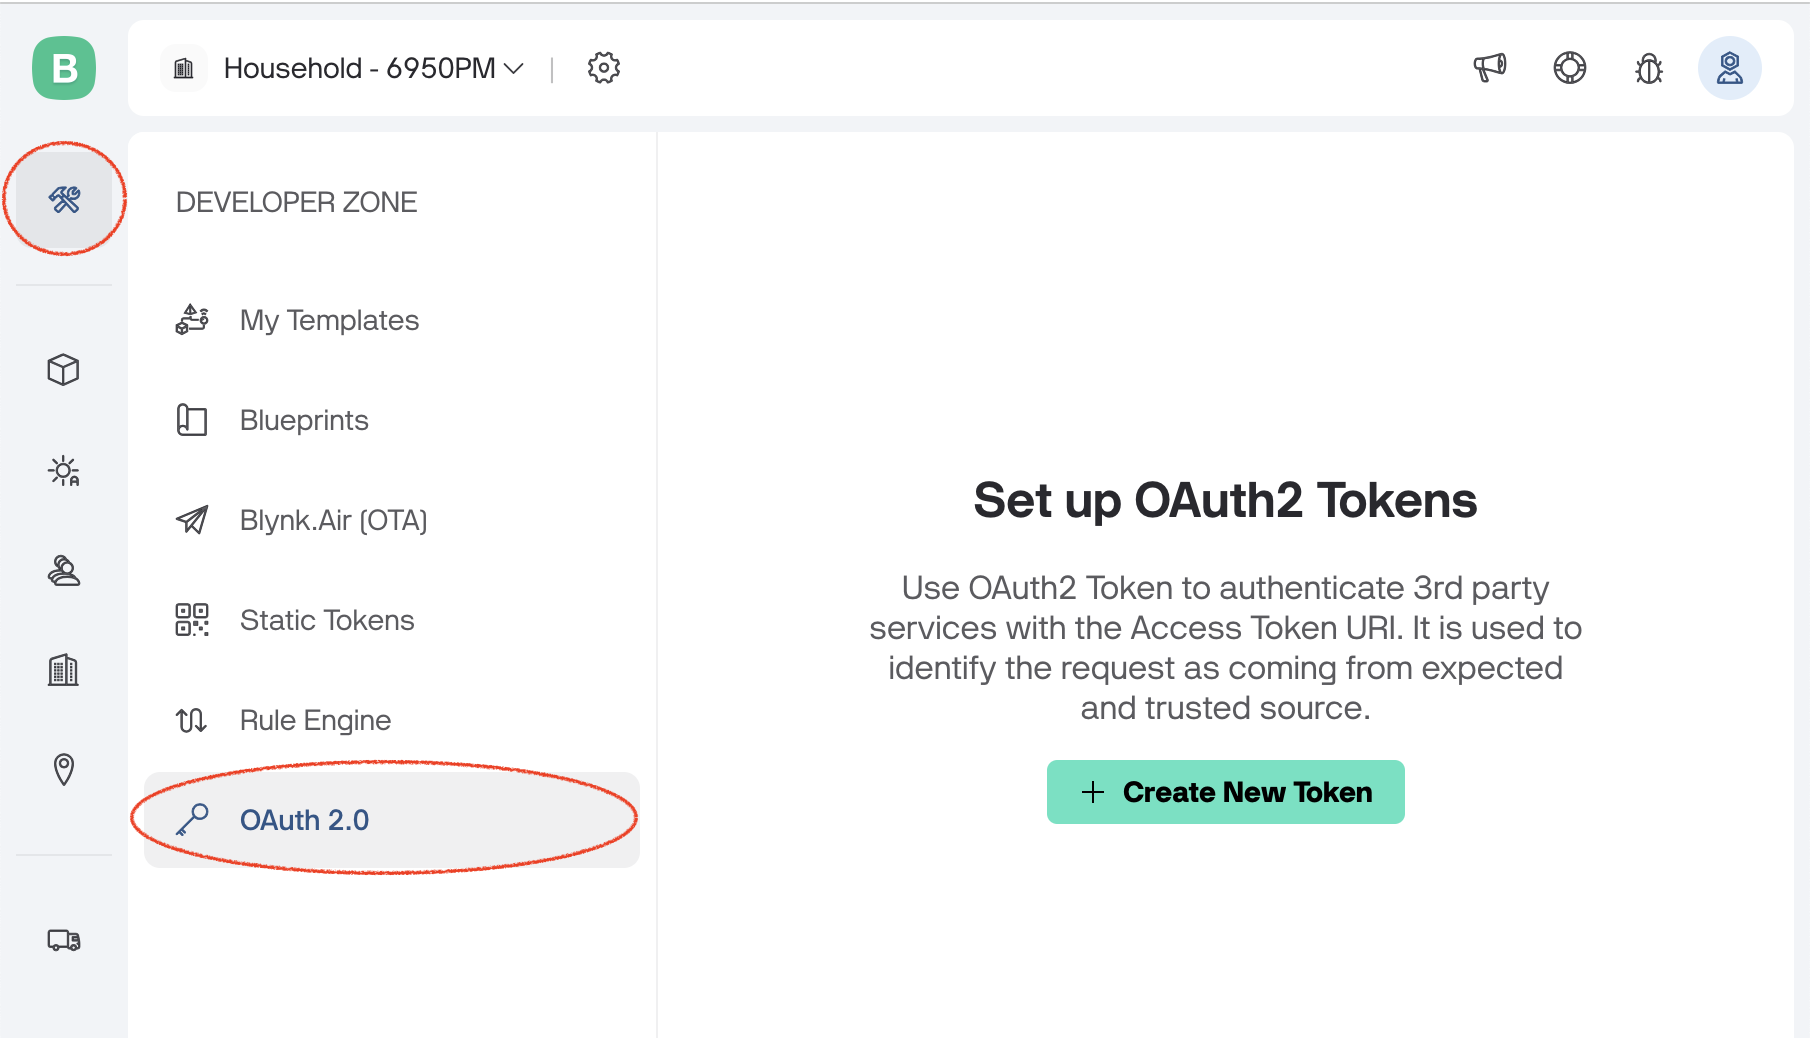 B
Household - 6950PM
DEVELOPER ZONE
My Templates
Blueprints
Blynk.Air (OTA)
Static Tokens
Rule Engine
OAuth 2.0
Set up OAuth2 Tokens
Use OAuth2 Token to authenticate 3rd party
services with the Access Token URI. It is used to
identify the request as coming from expected
and trusted source.
Create New Token